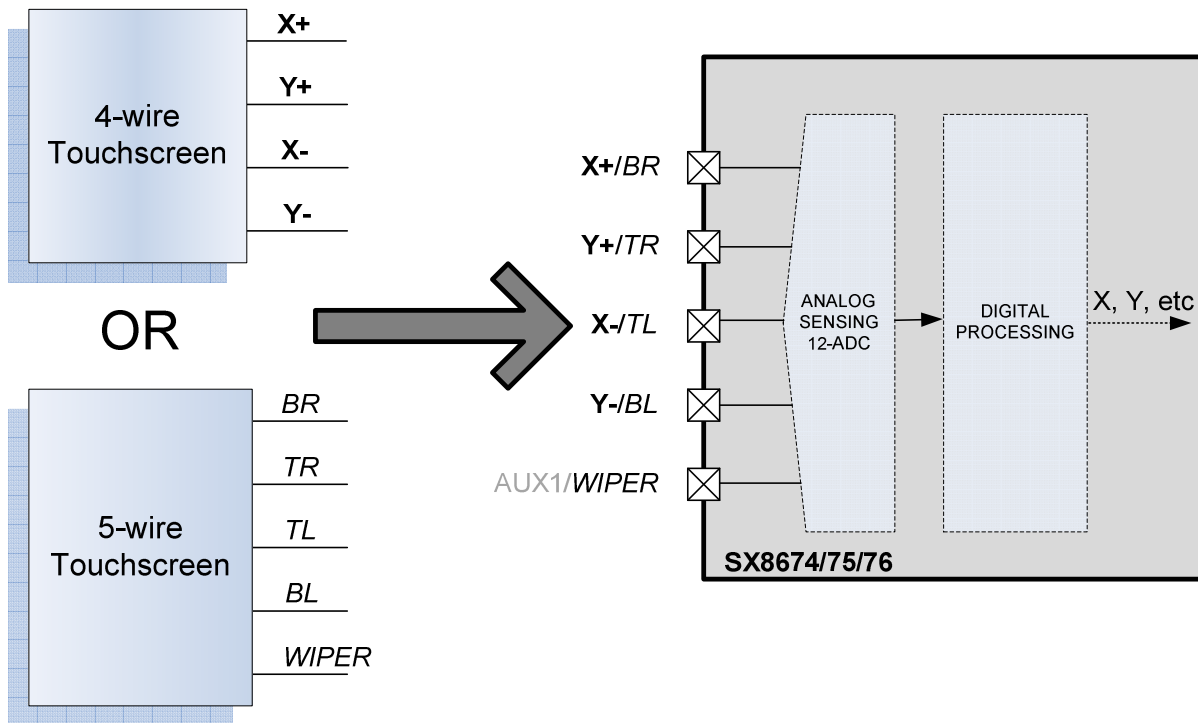 X+
Y+
X-
Y-
4-wire
Touchscreen
OR
BR
TR
TL
BL
WIPER
5-wire
Touchscreen
X+/BR
Y+/TR
X-/TL
Y-/BL
AUX1/WIPER
ANALOG
SENSING
12-ADC
DIGITAL
PROCESSING
X, Y, etc
SX8674/75/76